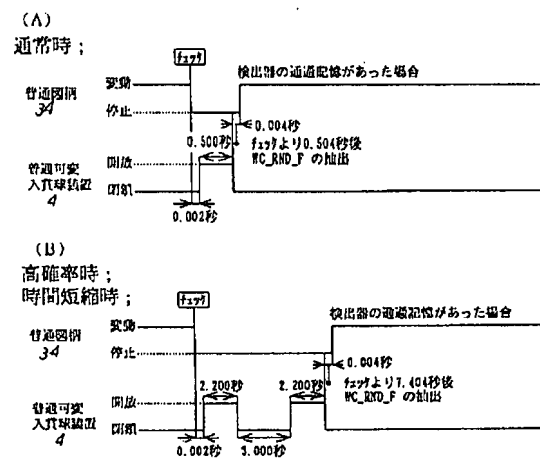 (A)
通常時；
チェック
検出器の通過記憶があった場合
変動
普通図柄
34
停止
0.004秒
0.500秒
チェックより0.504秒後
WC_RND_F の抽出
普通可変
入賞球装置
4
開放
閉鎖
0.002秒
(B)
高確率時；
時間短縮時；
チェック
検出器の通過記憶があった場合
変動
普通図柄
34
停止
0.004秒
2.200秒
2.200秒
チェックより7.404秒後
WC_RND_F の抽出
普通可変
入賞球装置
4
開放
閉鎖
0.002秒
3.000秒